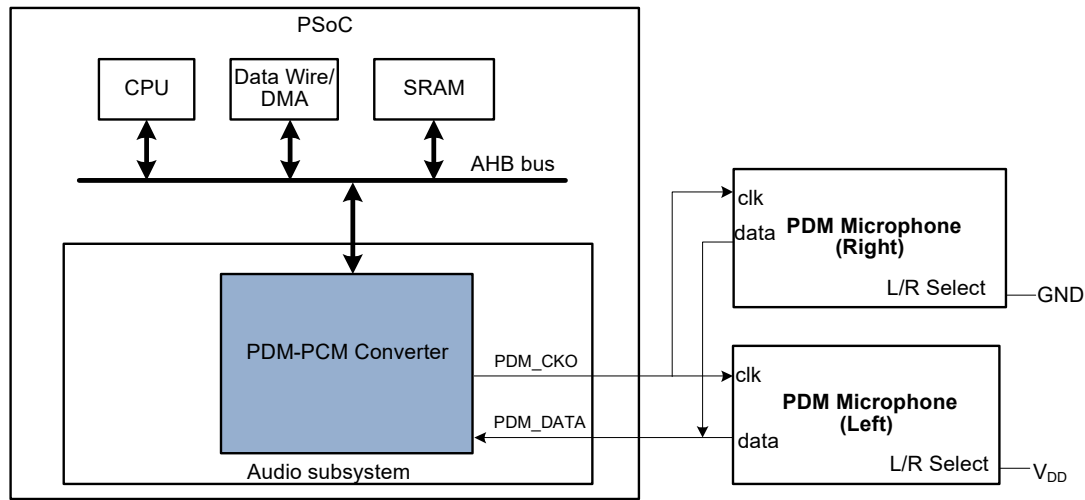 PSoC
CPU
Data Wire/
DMA
SRAM
AHB bus
PDM-PCM Converter
Audio subsystem
PDM_CKO
PDM_DATA
clk
data
PDM Microphone
(Right)
L/R Select
GND
clk
data
PDM Microphone
(Left)
L/R Select
VDD